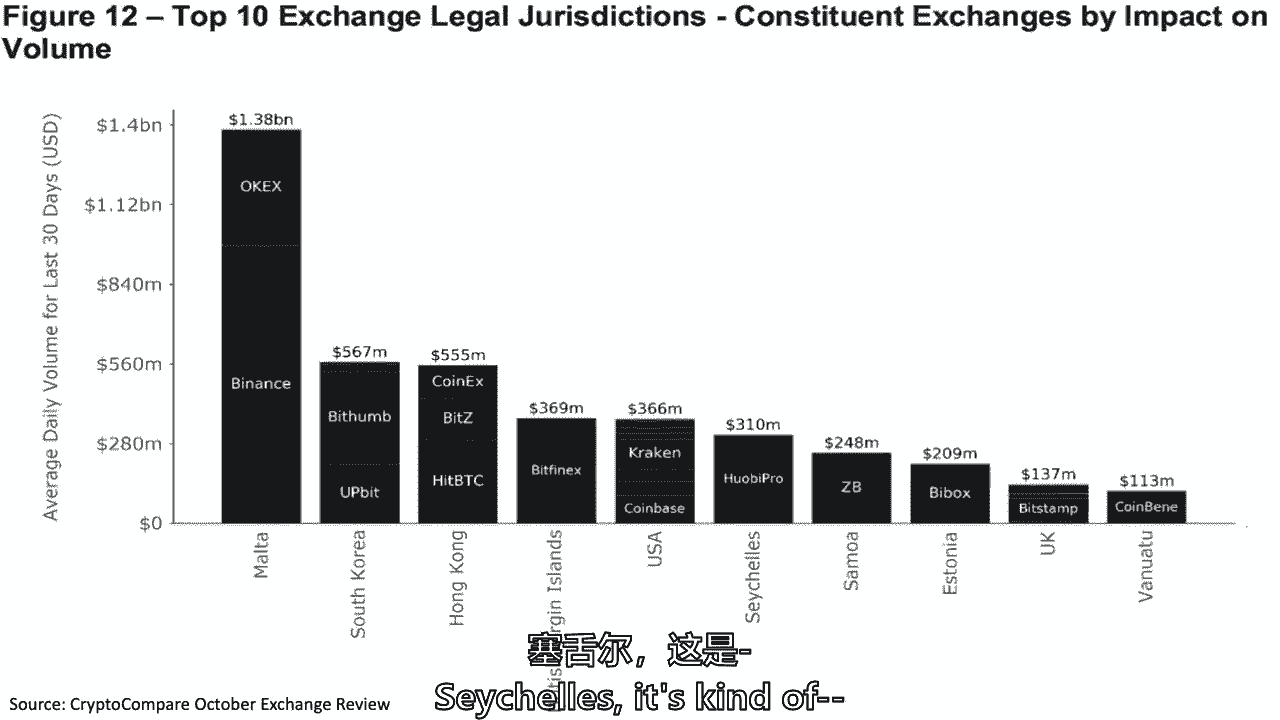 Figure 12 – Top 10 Exchange Legal Jurisdictions - Constituent Exchanges by Impact on
Volume
Average Daily Volume for Last 30 Days (USD)
$1.4bn
$1.12bn
$840m
$560m
$280m
$0
$1.38bn
OKEX
Binance
$567m
Bithumb
UPbit
$555m
CoinEx
BitZ
HitBTC
$369m
Bitfinex
$366m
Kraken
Coinbase
$310m
HuobiPro
$248m
ZB
$209m
Bibox
$137m
Bitstamp
$113m
CoinBene
Malta
South Korea
Hong Kong
Islands
USA
Seychelles
Samoa
Estonia
UK
Vanuatu
塞舌尔，这是-
Seychelles, it's kind of--
Source: CryptoCompare October Exchange Review